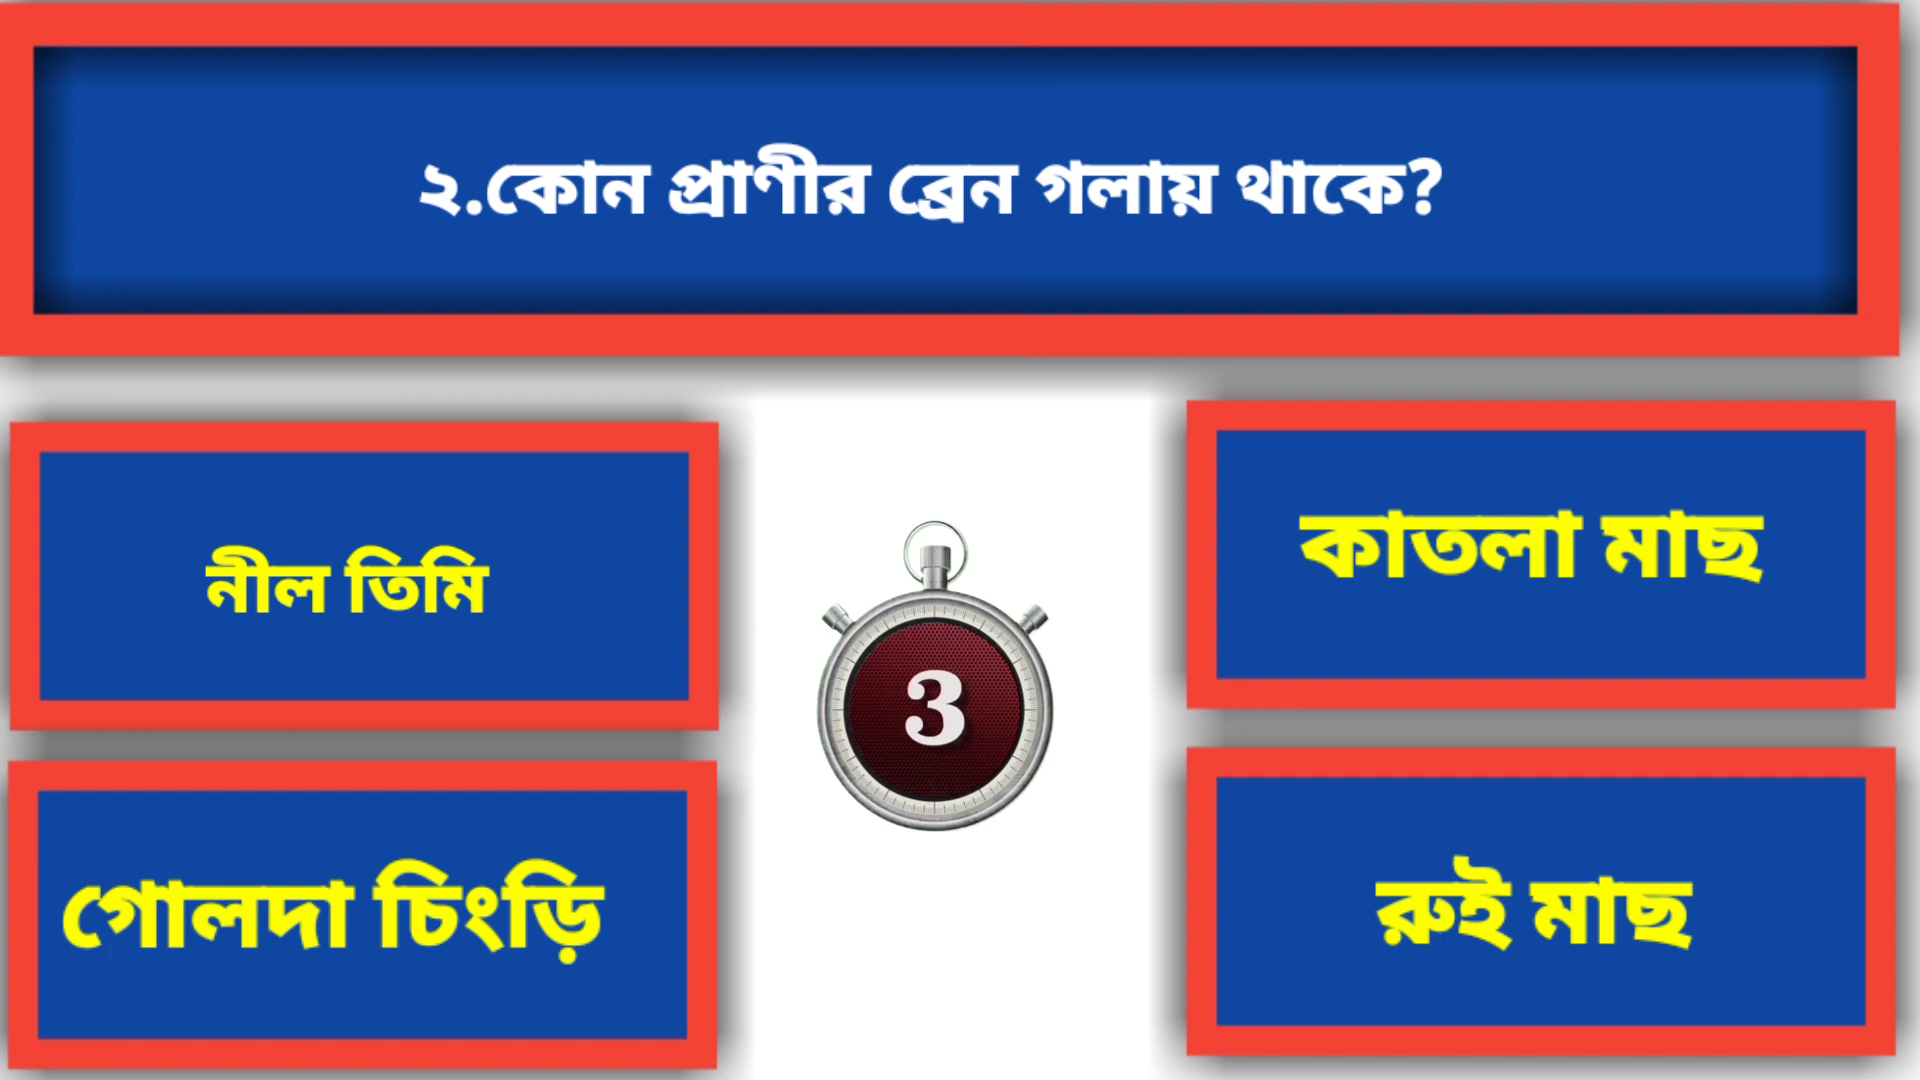 ২.কোন প্রাণীর ব্রেন গলায় থাকে?
নীল তিমি
কাতলা মাছ
3
গোলদা চিংড়ি
রুই মাছ